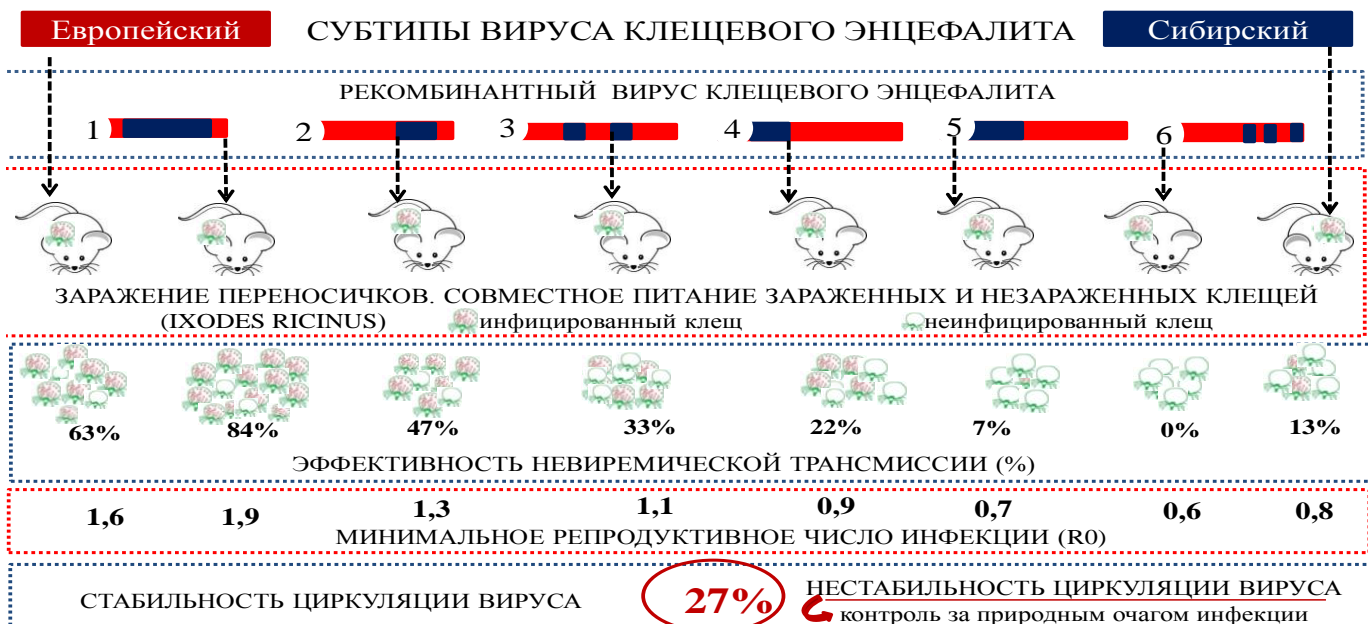 Европейский СУБТИПЫ ВИРУСА КЛЕЩЕВОГО ЭНЦЕФАЛИТА Сибирский
РЕКОМБИНАНТНЫЙ ВИРУС КЛЕЩЕВОГО ЭНЦЕФАЛИТА
1 2 3 4 5 6
ЗАРАЖЕНИЕ ПЕРЕНОСИЧКОВ. СОВМЕСТНОЕ ПИТАНИЕ ЗАРАЖЕННЫХ И НЕЗАРАЖЕННЫХ КЛЕЩЕЙ
(IXODES RICINUS) инфицированный клещ неинфицированный клещ
63% 84% 47% 33% 22% 7% 0% 13%
ЭФФЕКТИВНОСТЬ НЕВИРЕМИЧЕСКОЙ ТРАНСМИССИИ (%)
1,6 1,9 1,3 1,1 0,9 0,7 0,6 0,8
МИНИМАЛЬНОЕ РЕПРОДУКТИВНОЕ ЧИСЛО ИНФЕКЦИИ (R0)
СТАБИЛЬНОСТЬ ЦИРКУЛЯЦИИ ВИРУСА 27% НЕСТАБИЛЬНОСТЬ ЦИРКУЛЯЦИИ ВИРУСА
контроль за природным очагом инфекции